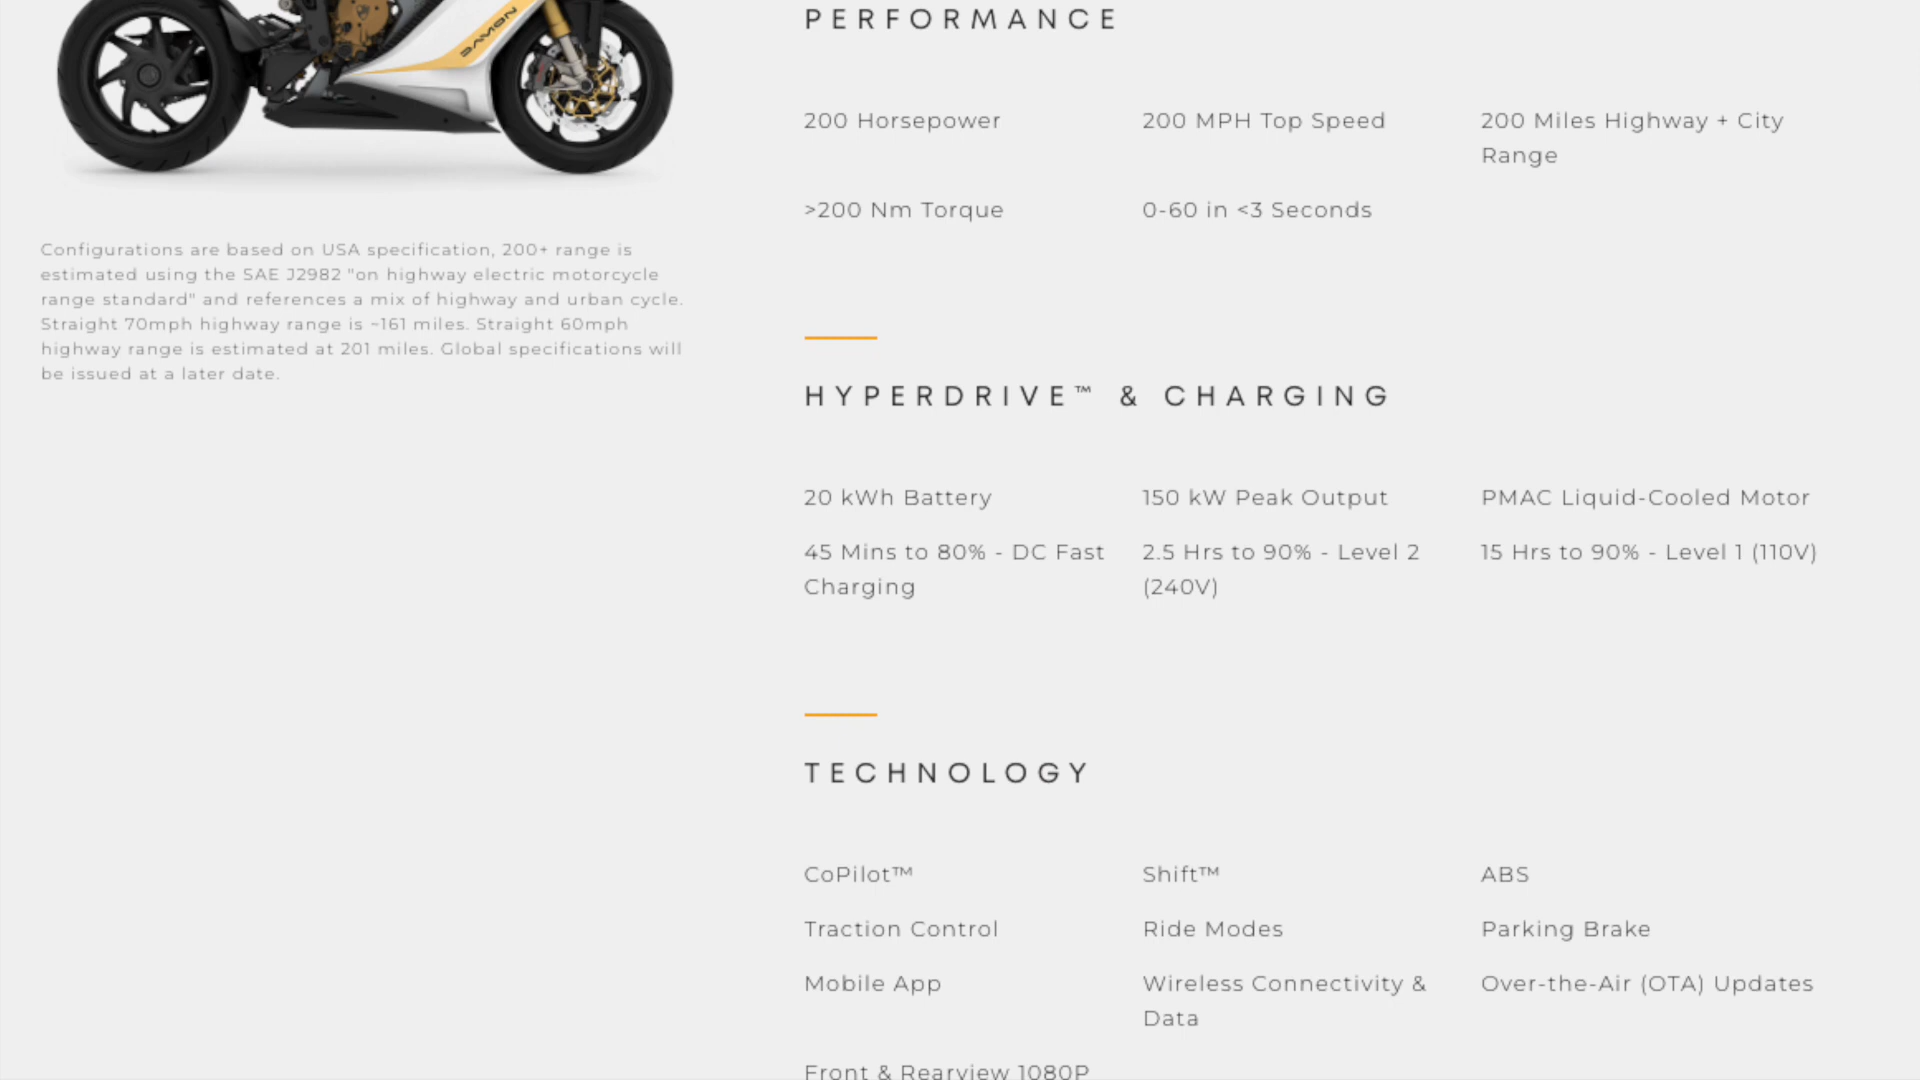 DAMON
Configurations are based on USA specification, 200+ range is
estimated using the SAE J2982 "on highway electric motorcycle
range standard" and references a mix of highway and urban cycle.
Straight 70mph highway range is ~161 miles. Straight 60mph
highway range is estimated at 201 miles. Global specifications will
be issued at a later date.
PERFORMANCE
200 Horsepower
200 MPH Top Speed
200 Miles Highway + City
Range
>200 Nm Torque
0-60 in <3 Seconds
HYPERDRIVE™ & CHARGING
20 kWh Battery
150 kW Peak Output
PMAC Liquid-Cooled Motor
45 Mins to 80% - DC Fast
Charging
2.5 Hrs to 90% - Level 2
(240V)
15 Hrs to 90% - Level 1 (110V)
TECHNOLOGY
CoPilot™
Shift™
ABS
Traction Control
Ride Modes
Parking Brake
Mobile App
Wireless Connectivity &
Data
Over-the-Air (OTA) Updates
Front & Rearview 1080P